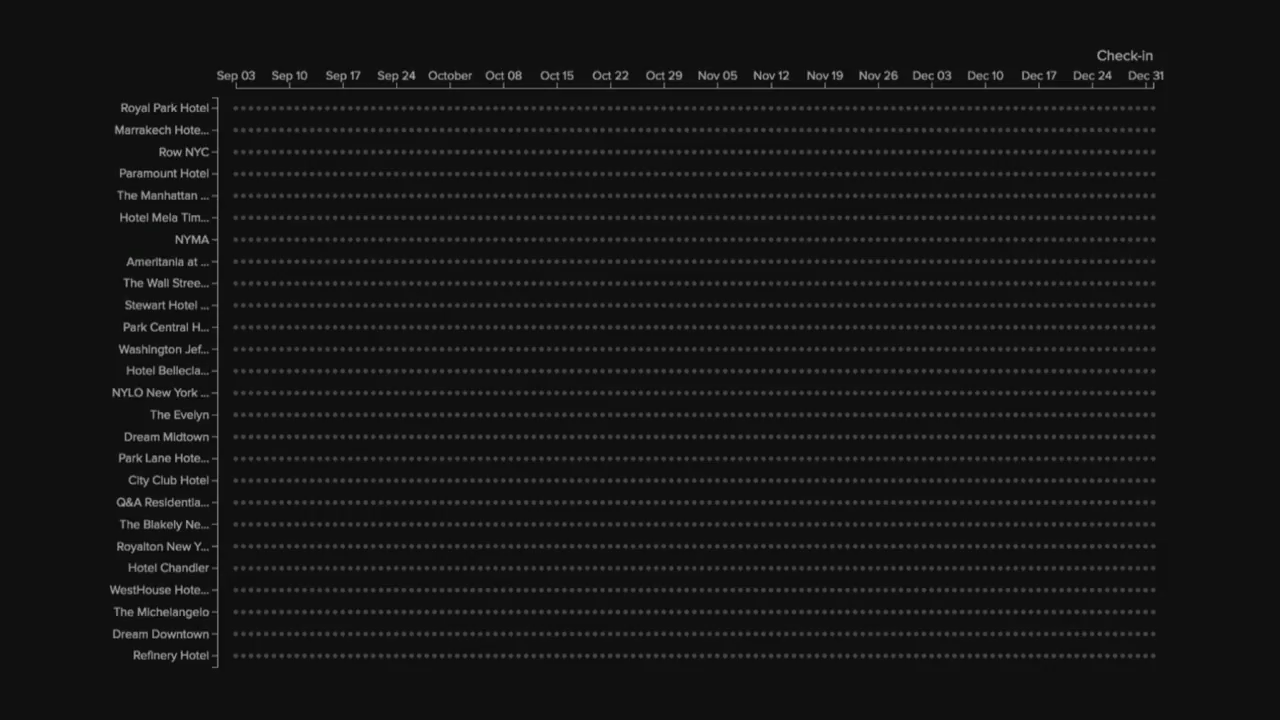 Check-in
Sep 03 Sep 10 Sep 17 Sep 24 October Oct 08 Oct 15 Oct 22 Oct 29 Nov 05 Nov 12 Nov 19 Nov 26 Dec 03 Dec 10 Dec 17 Dec 24 Dec 31
Royal Park Hotel
Marrakech Hote...
Row NYC
Paramount Hotel
The Manhattan ...
Hotel Mela Tim...
NYMA
Ameritania at ...
The Wall Stree...
Stewart Hotel ...
Park Central H...
Washington Jef...
Hotel Bellecla...
NYLO New York ...
The Evelyn
Dream Midtown
Park Lane Hote...
City Club Hotel
Q&A Residentia...
The Blakely Ne...
Royalton New Y...
Hotel Chandler
WestHouse Hote...
The Michelangelo
Dream Downtown
Refinery Hotel